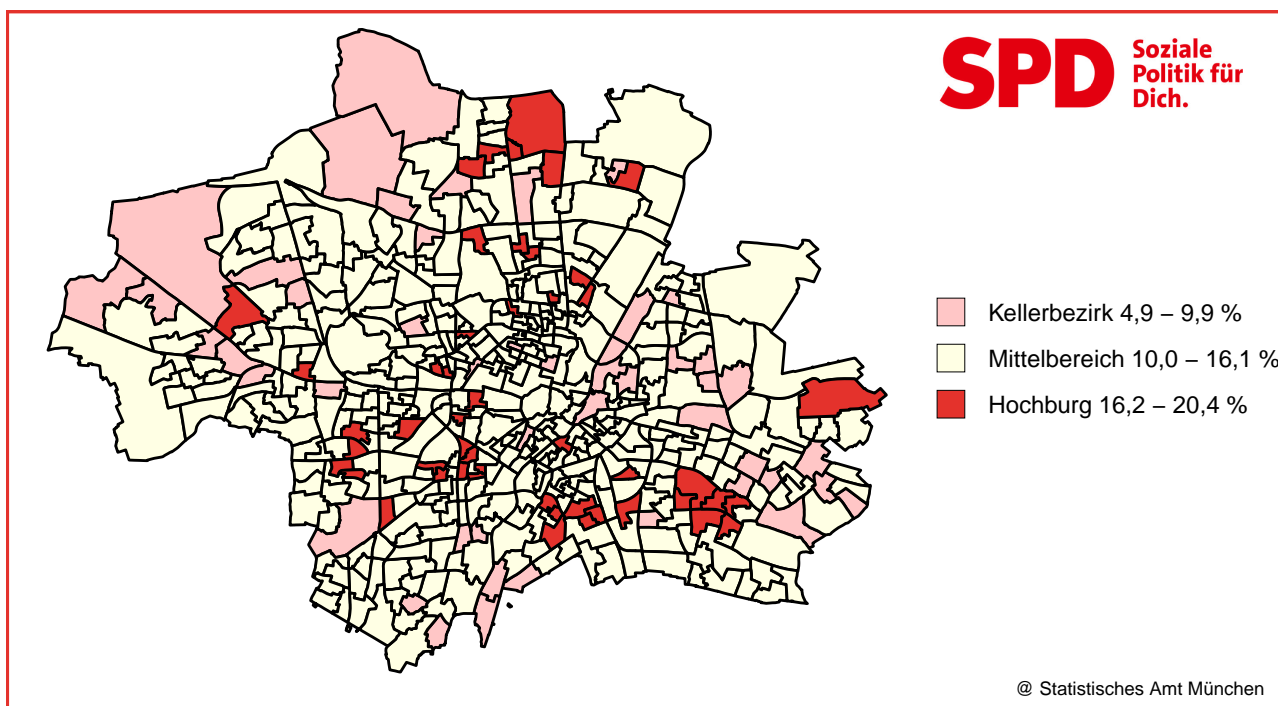 SPD
Soziale
Politik für
Dich.
Kellerbezirk 4,9 – 9,9 %
Mittelbereich 10,0 – 16,1 %
Hochburg 16,2 – 20,4 %
@ Statistisches Amt München